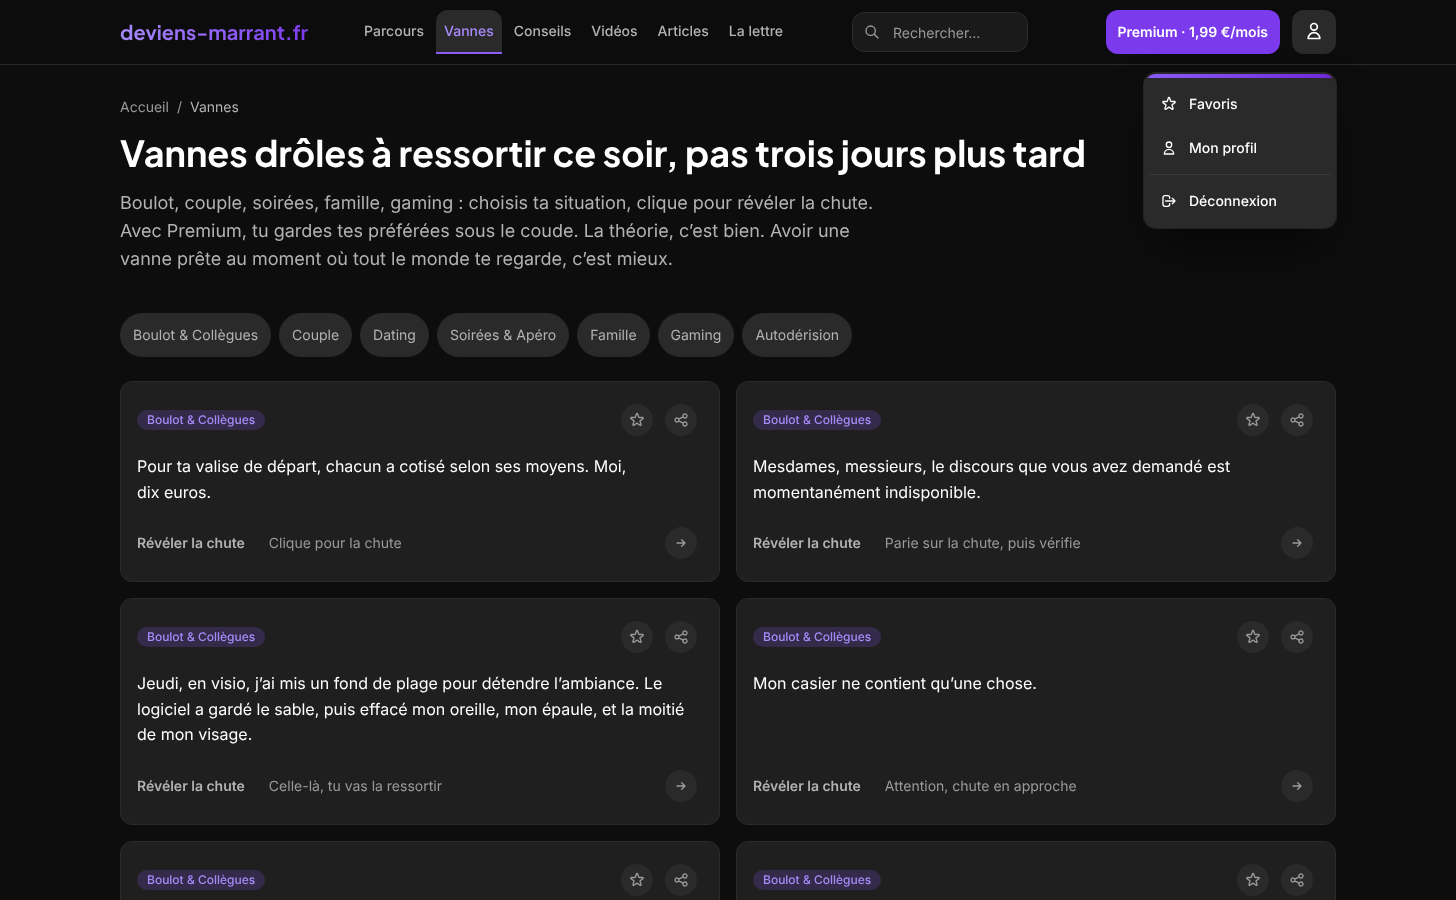 deviens-marrant.fr
Parcours
Vannes
Conseils
Vidéos
Articles
La lettre
Rechercher...
Premium · 1,99 €/mois
Favoris
Mon profil
Déconnexion
Accueil / Vannes
Vannes drôles à ressortir ce soir, pas trois jours plus tard
Boulot, couple, soirées, famille, gaming : choisis ta situation, clique pour révéler la chute.
Avec Premium, tu gardes tes préférées sous le coude. La théorie, c’est bien. Avoir une
vanne prête au moment où tout le monde te regarde, c’est mieux.
Boulot & Collègues
Couple
Dating
Soirées & Apéro
Famille
Gaming
Autodérision
Boulot & Collègues
Pour ta valise de départ, chacun a cotisé selon ses moyens. Moi,
dix euros.
Révéler la chute
Clique pour la chute
Boulot & Collègues
Mesdames, messieurs, le discours que vous avez demandé est
momentanément indisponible.
Révéler la chute
Parie sur la chute, puis vérifie
Boulot & Collègues
Jeudi, en visio, j’ai mis un fond de plage pour détendre l’ambiance. Le
logiciel a gardé le sable, puis effacé mon oreille, mon épaule, et la moitié
de mon visage.
Révéler la chute
Celle-là, tu vas la ressortir
Boulot & Collègues
Mon casier ne contient qu’une chose.
Révéler la chute
Attention, chute en approche
Boulot & Collègues
Boulot & Collègues